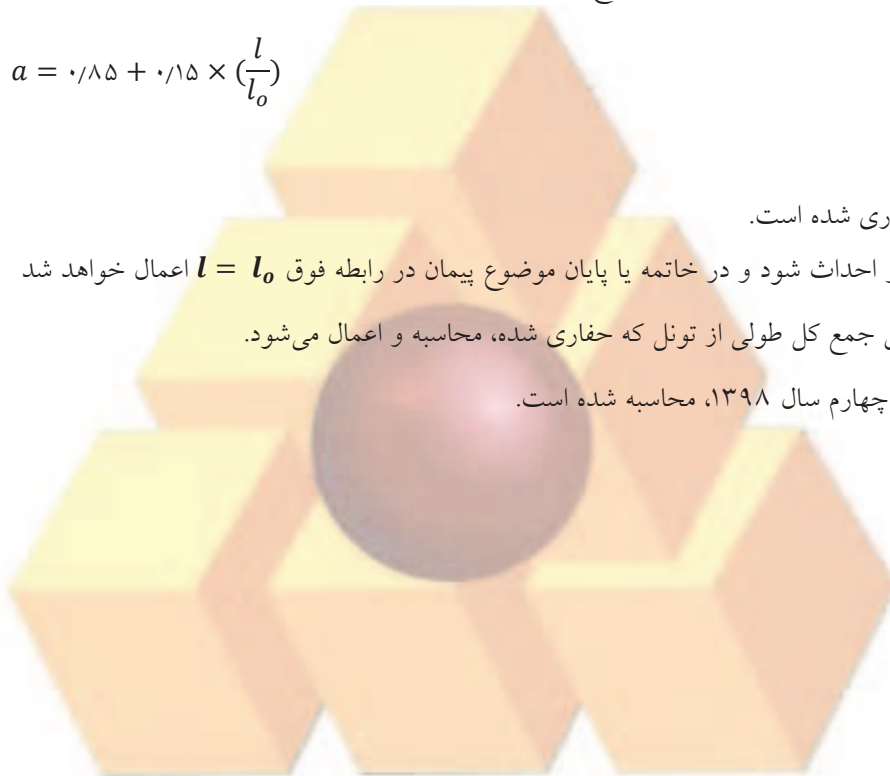 a = ۰/۸۵ + ۰/۱۵ × (l/l_o)
شده است.
احداث شود و در خاتمه یا پایان موضوع پیمان در رابطه فوق l = l_o اعمال خواهد شد
جمع کل طولی از تونل که حفاری شده، محاسبه و اعمال می‌شود.
چهارم سال ۱۳۹۸، محاسبه شده است.